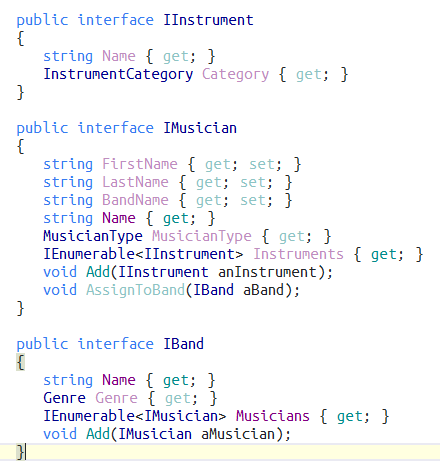 public interface IInstrument
{
string Name { get; }
InstrumentCategory Category { get; }
}
public interface IMusician
{
string FirstName { get; set; }
string LastName { get; set; }
string BandName { get; set; }
string Name { get; }
MusicianType MusicianType { get; }
IEnumerable<IInstrument> Instruments { get; }
void Add(IInstrument anInstrument);
void AssignToBand(IBand aBand);
}
public interface IBand
{
string Name { get; }
Genre Genre { get; }
IEnumerable<IMusician> Musicians { get; }
void Add(IMusician aMusician);
}